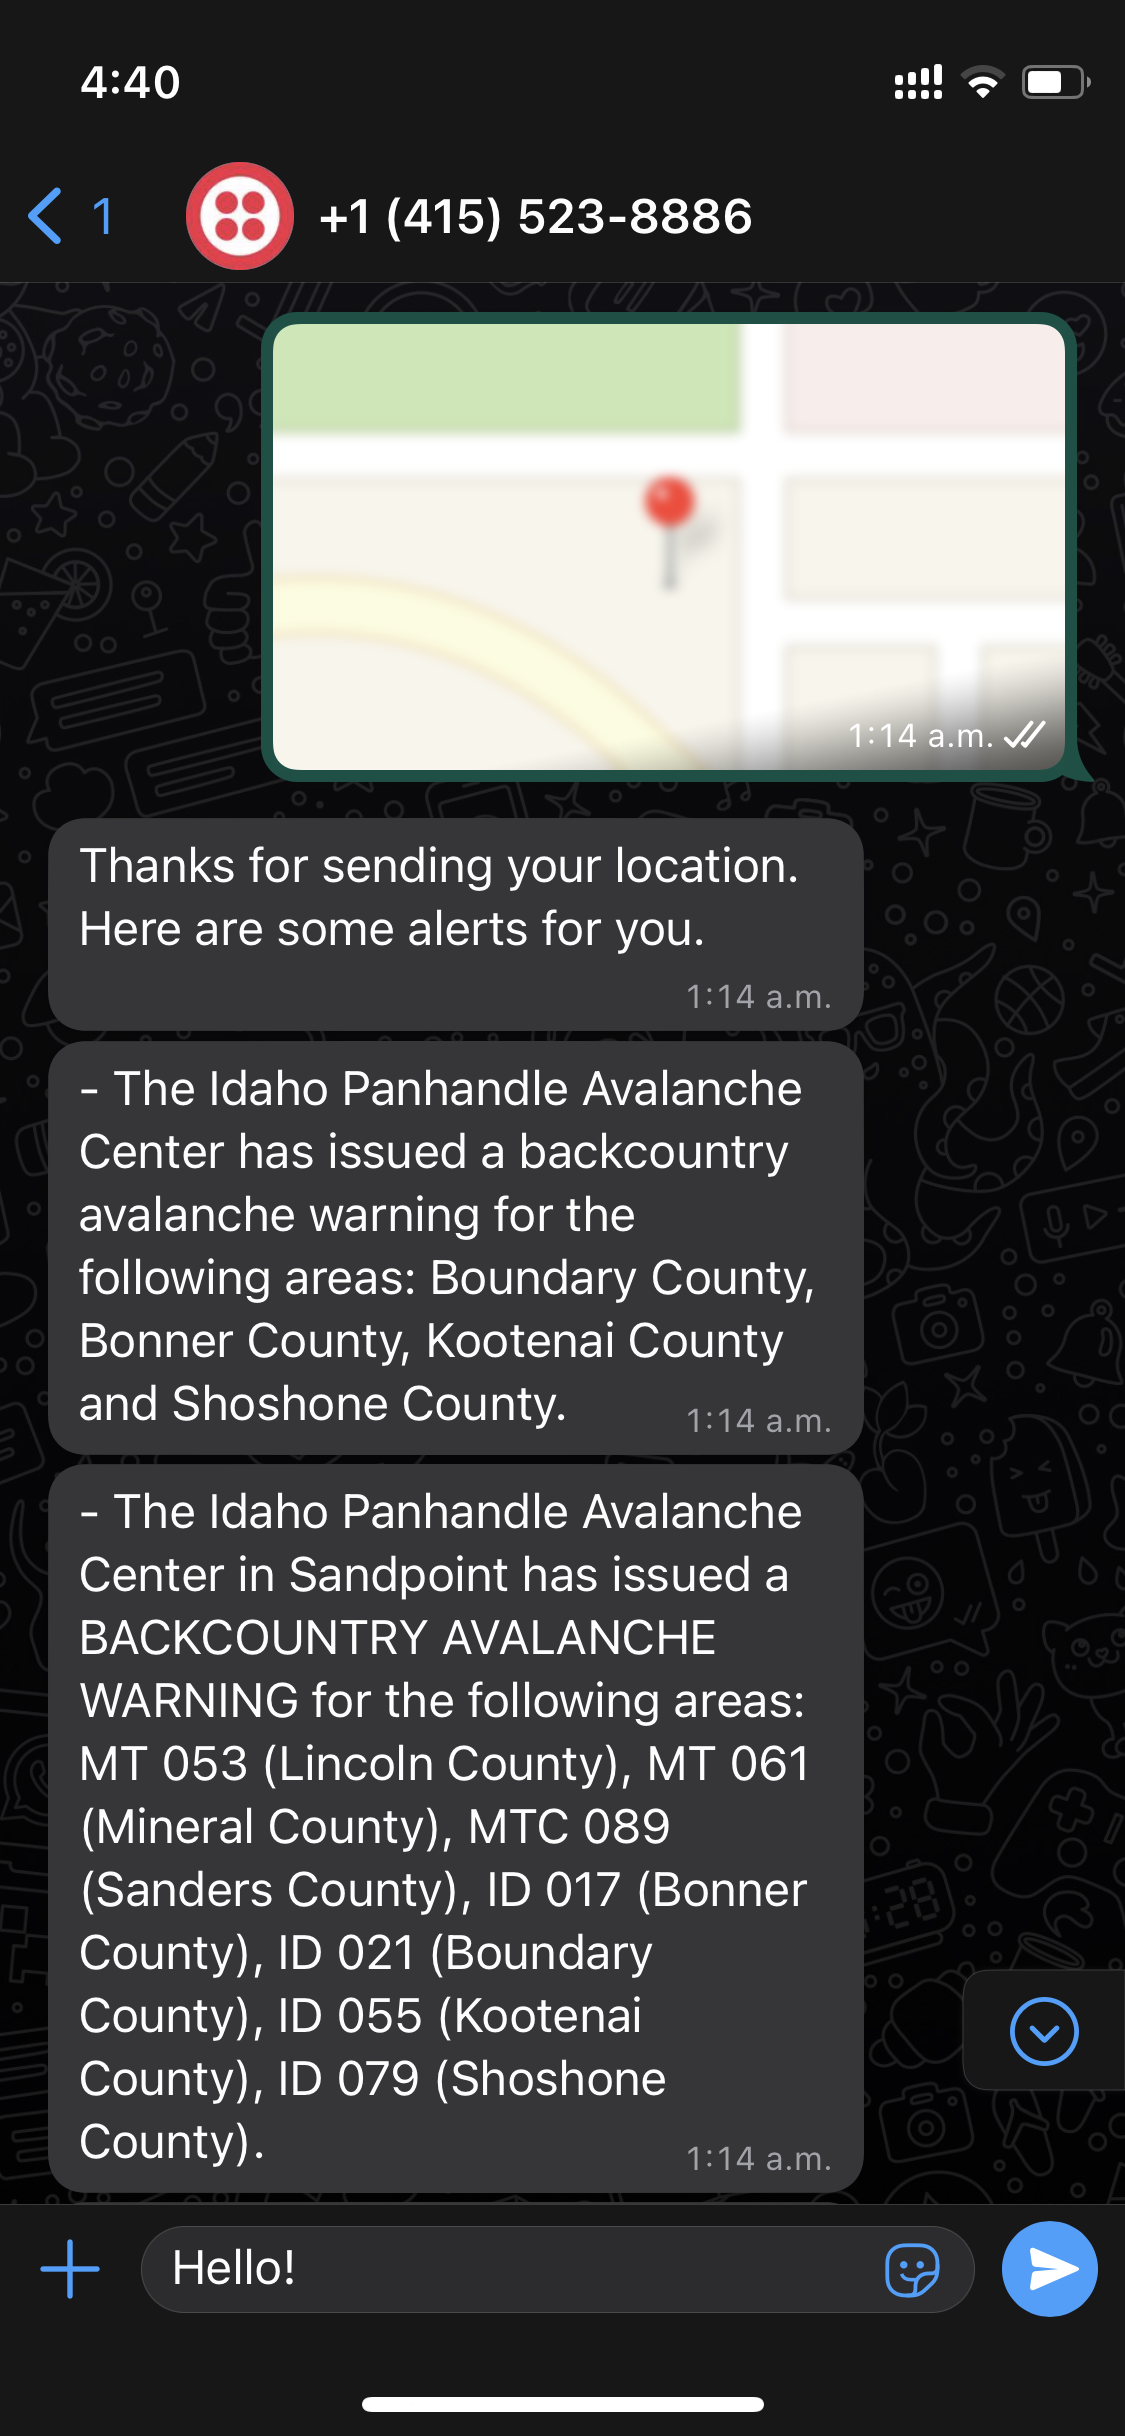 4:40
1
+1 (415) 523-8886
1:14 a.m.
Thanks for sending your location.
Here are some alerts for you.
1:14 a.m.
- The Idaho Panhandle Avalanche
Center has issued a backcountry
avalanche warning for the
following areas: Boundary County,
Bonner County, Kootenai County
and Shoshone County.
1:14 a.m.
- The Idaho Panhandle Avalanche
Center in Sandpoint has issued a
BACKCOUNTRY AVALANCHE
WARNING for the following areas:
MT 053 (Lincoln County), MT 061
(Mineral County), MTC 089
(Sanders County), ID 017 (Bonner
County), ID 021 (Boundary
County), ID 055 (Kootenai
County), ID 079 (Shoshone
County).
1:14 a.m.
Hello!